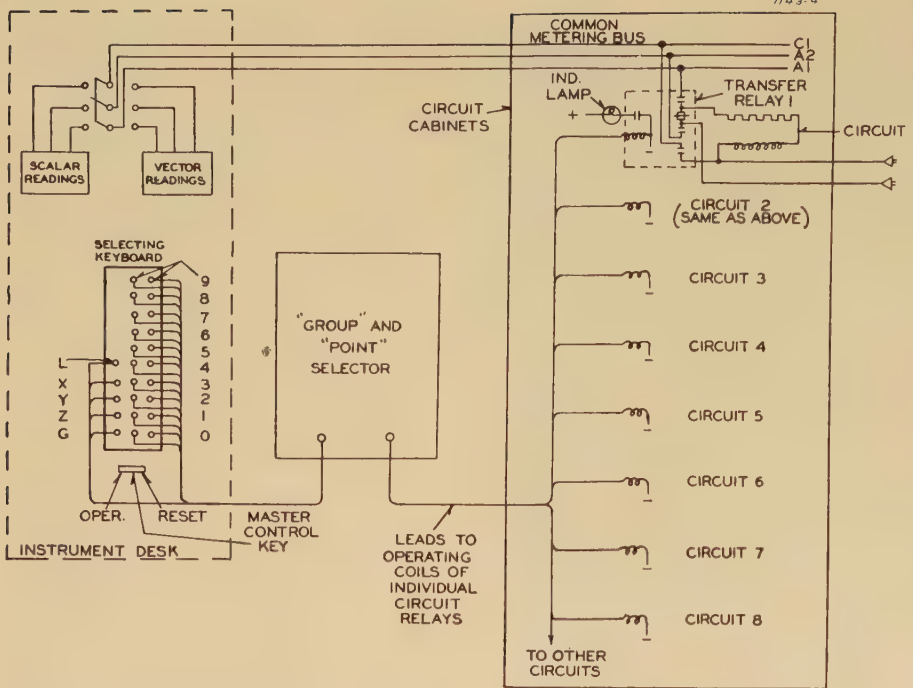 1143-4
COMMON
METERING BUS
C1
A2
A1
IND.
LAMP
+
TRANSFER
RELAY 1
CIRCUIT
CABINETS
CIRCUIT
SCALAR
READINGS
VECTOR
READINGS
CIRCUIT 2
(SAME AS ABOVE)
SELECTING
KEYBOARD
9
8
7
6
5
4
3
2
1
0
L
X
Y
Z
G
"GROUP" AND
"POINT"
SELECTOR
CIRCUIT 3
CIRCUIT 4
CIRCUIT 5
CIRCUIT 6
CIRCUIT 7
CIRCUIT 8
OPER.
RESET
MASTER
CONTROL
KEY
INSTRUMENT DESK
LEADS TO
OPERATING
COILS OF
INDIVIDUAL
CIRCUIT
RELAYS
TO OTHER
CIRCUITS